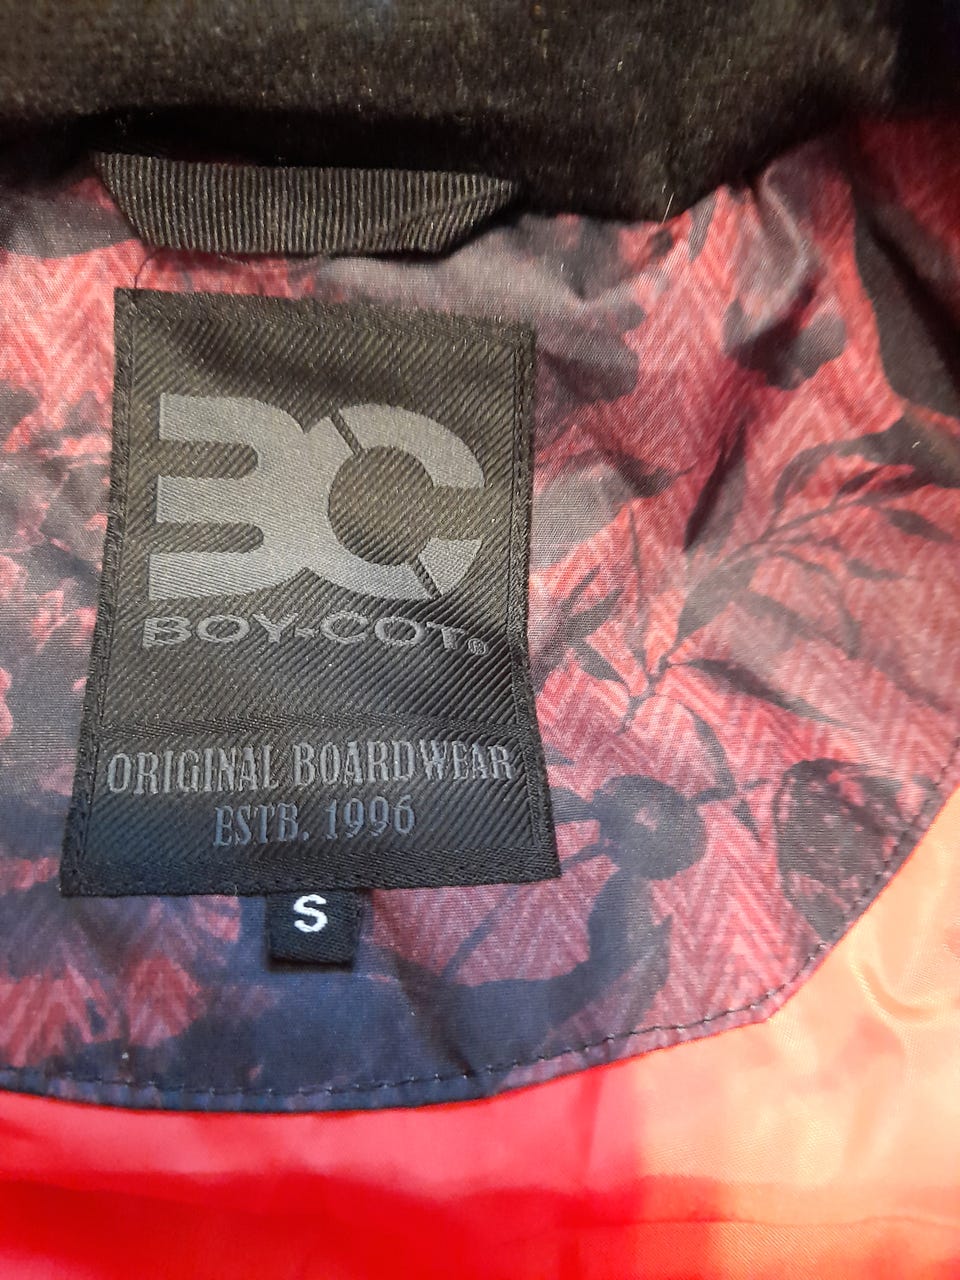 BC
BOY-COT®
ORIGINAL BOARDWEAR
ESTB. 1996
S